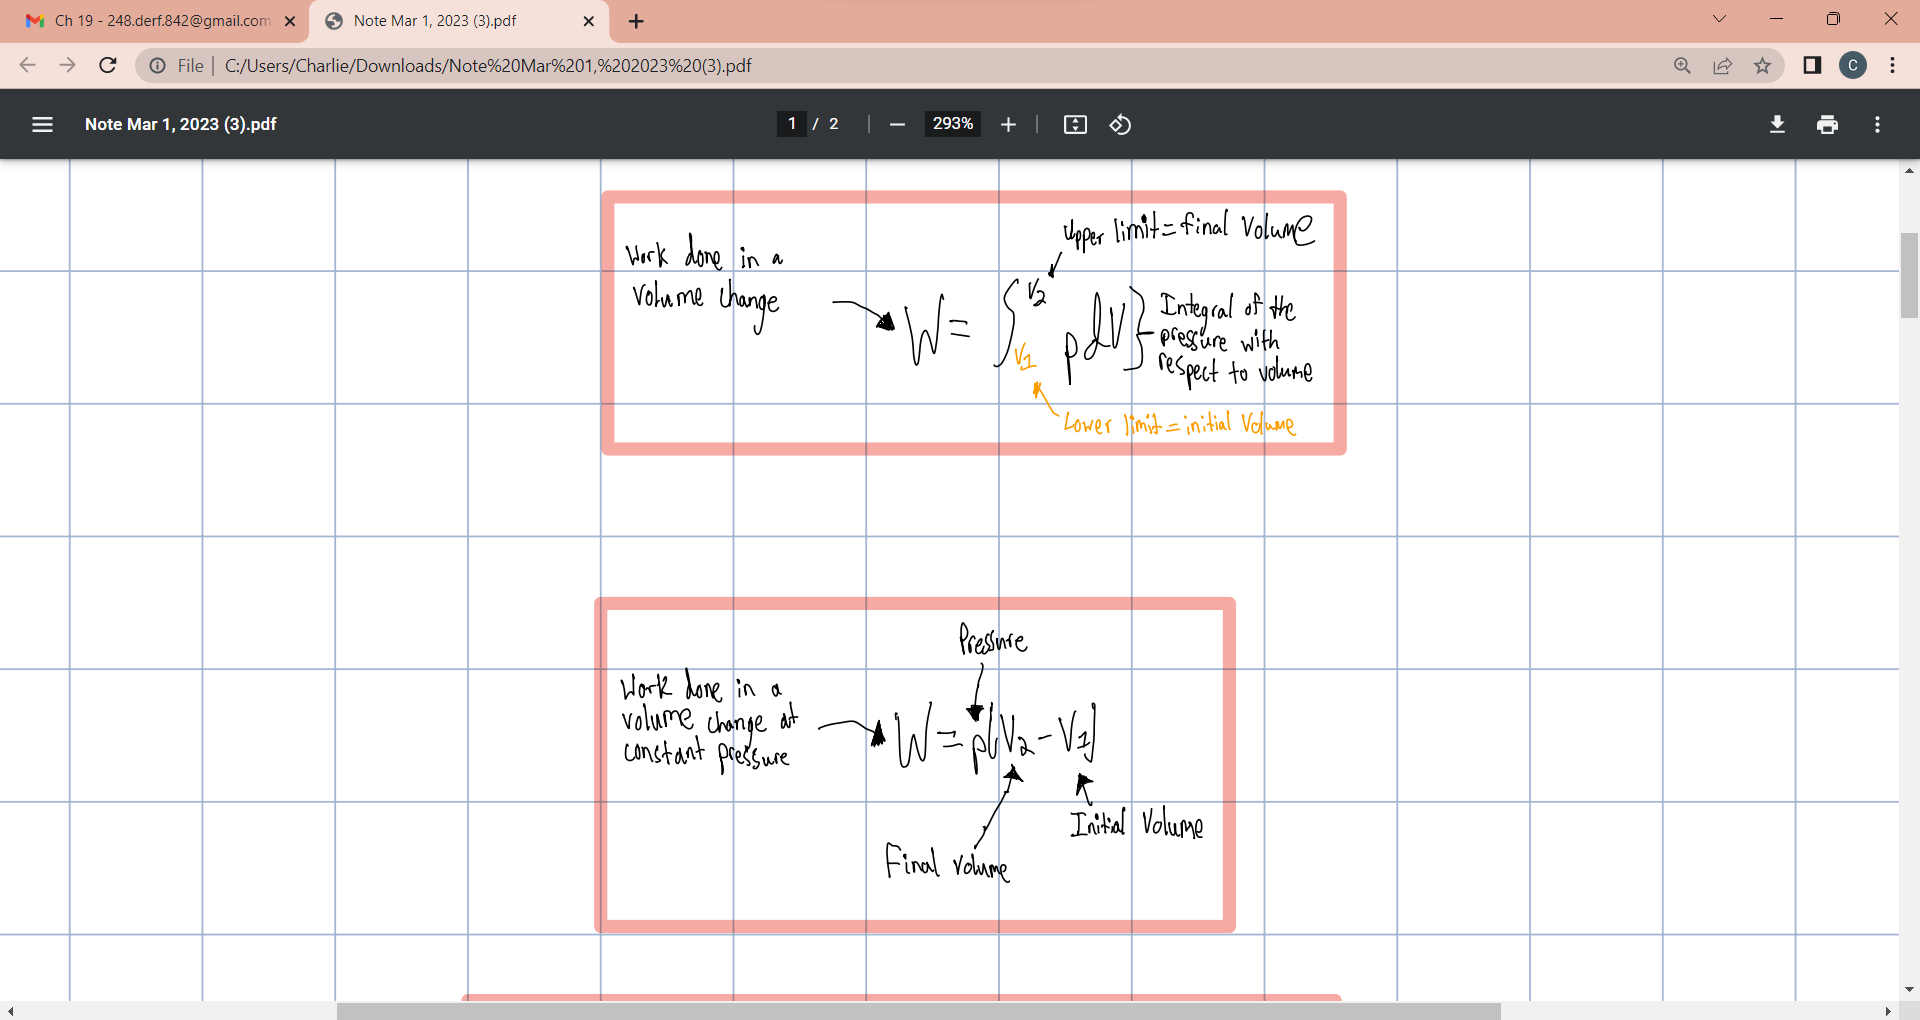 Ch 19 - 248.derf.842@gmail.com
Note Mar 1, 2023 (3).pdf
File | C:/Users/Charlie/Downloads/Note%20Mar%201,%202023%20(3).pdf
C
Note Mar 1, 2023 (3).pdf
1 / 2
293%
Upper limit = final Volume
Work done in a
volume change
W = ∫ V2 V1 p dV }
Integral of the
pressure with
respect to volume
Lower limit = initial Volume
Pressure
Work done in a
volume change at
constant pressure
W = p(V2 - V1)
Initial Volume
Final volume